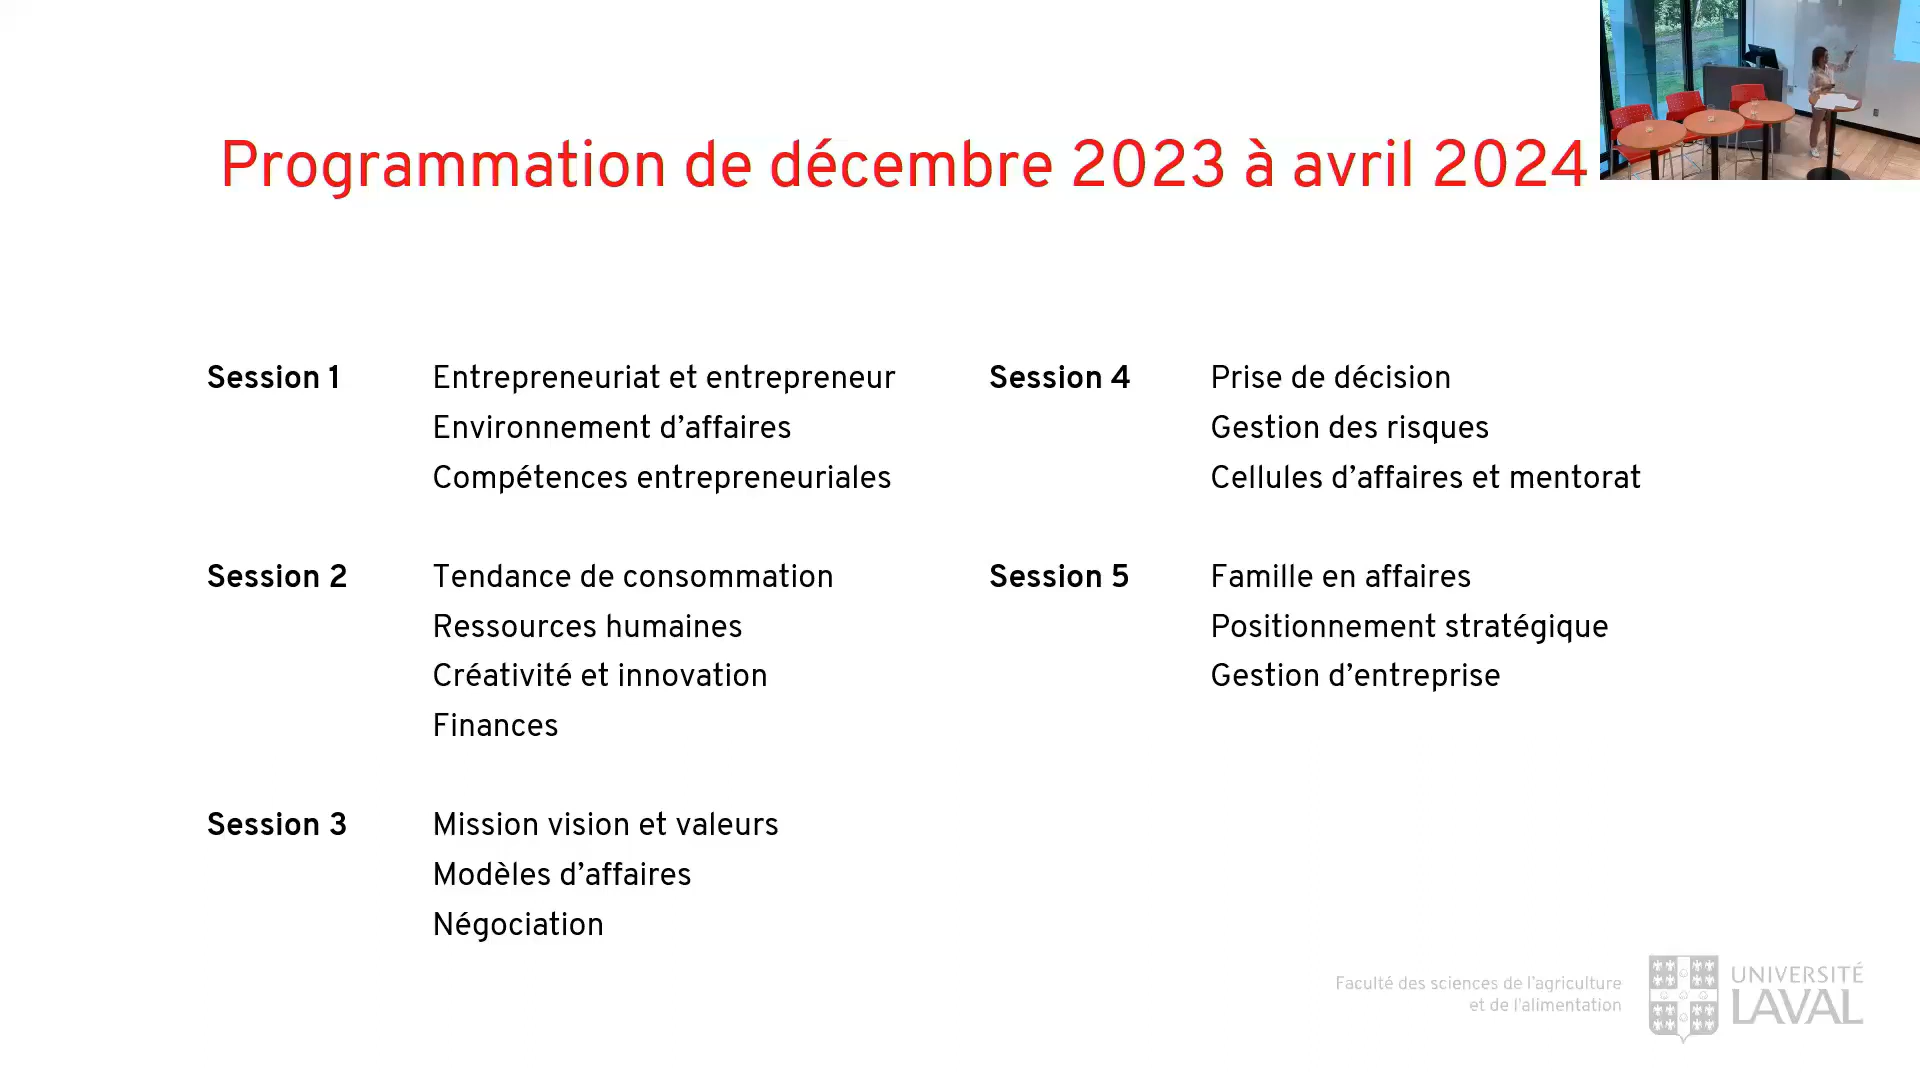 Programmation de décembre 2023 à avril 2024
Session 1
Entrepreneuriat et entrepreneur
Environnement d’affaires
Compétences entrepreneuriales
Session 2
Tendance de consommation
Ressources humaines
Créativité et innovation
Finances
Session 3
Mission vision et valeurs
Modèles d’affaires
Négociation
Session 4
Prise de décision
Gestion des risques
Cellules d’affaires et mentorat
Session 5
Famille en affaires
Positionnement stratégique
Gestion d’entreprise
Faculté des sciences de l’agriculture
et de l’alimentation
UNIVERSITÉ
LAVAL